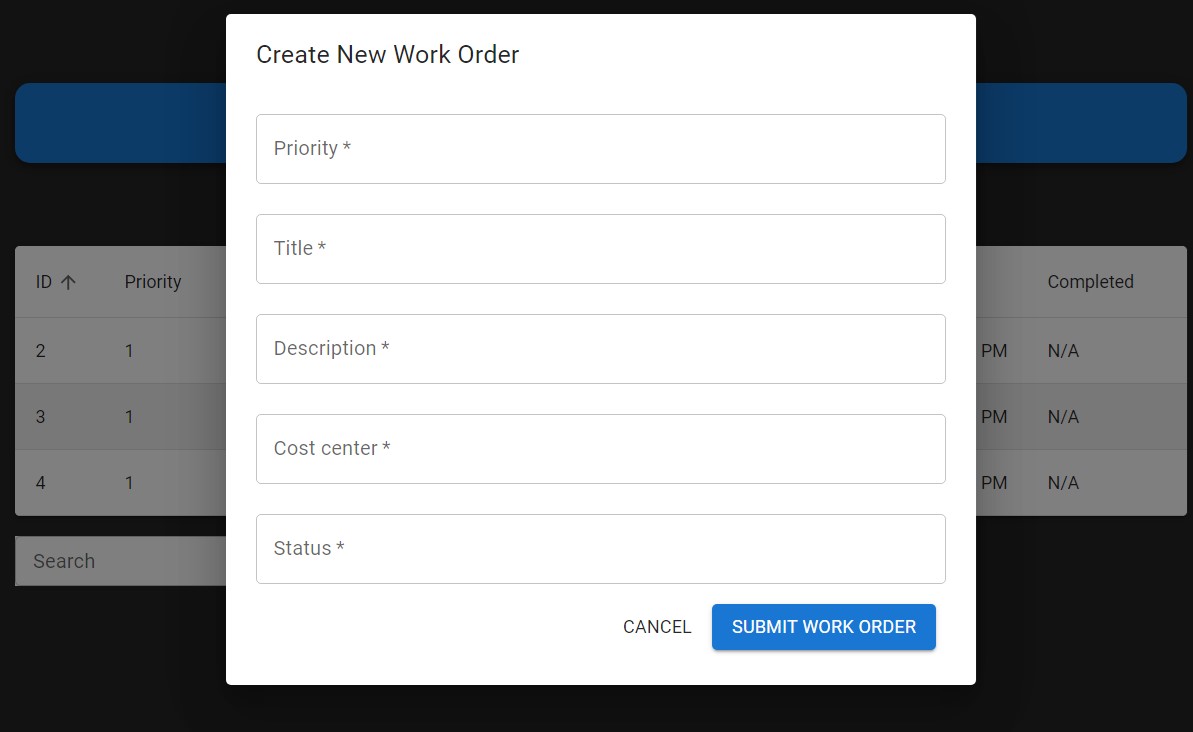 Create New Work Order
Priority *
Title *
Description *
Cost center *
Status *
CANCEL SUBMIT WORK ORDER
ID Priority Completed
2 1 PM N/A
3 1 PM N/A
4 1 PM N/A
Search